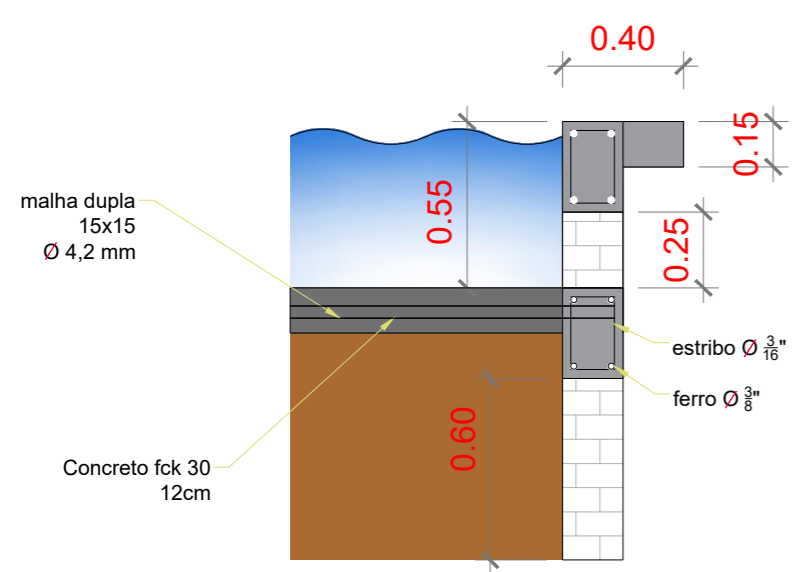 0.40
0.15
malha dupla
15x15
Ø 4,2 mm
0.55
0.25
estribo Ø 3/16"
ferro Ø 3/8"
0.60
Concreto fck 30
12cm